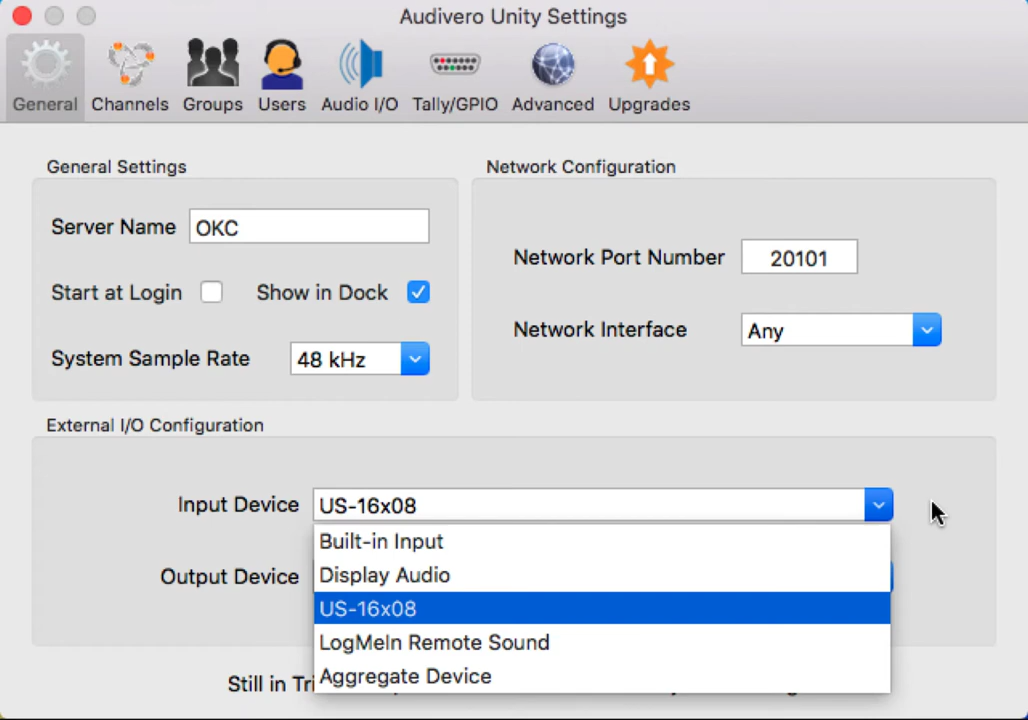 Audivero Unity Settings
General Channels Groups Users Audio I/O Tally/GPIO Advanced Upgrades
General Settings
Server Name OKC
Start at Login Show in Dock
System Sample Rate 48 kHz
Network Configuration
Network Port Number 20101
Network Interface Any
External I/O Configuration
Input Device US-16x08
Built-in Input
Output Device Display Audio
US-16x08
LogMeIn Remote Sound
Aggregate Device
Still in